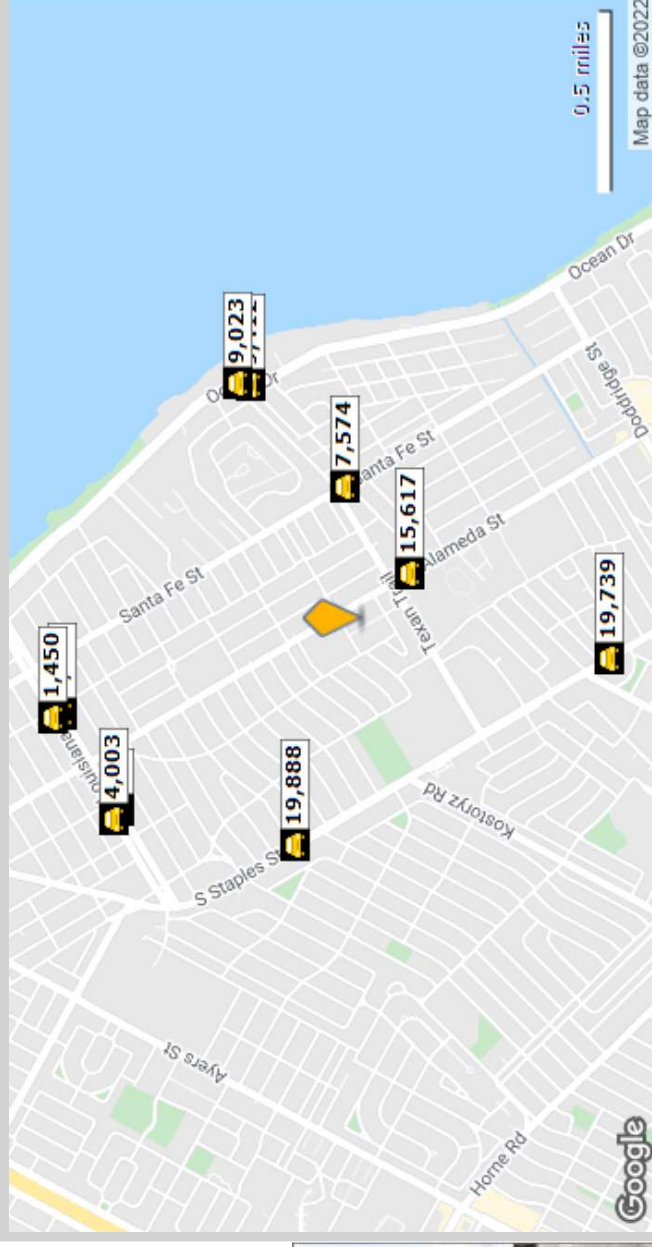 0.5 miles
Map data ©2022
Ocean Dr
Doddridge St
9,023
Dr
7,574
Santa Fe St
15,617
Alameda St
Texan Trail
19,739
Santa Fe St
1,450
Louisiana
4,003
19,888
S Staples St
Kostoryz Rd
Ayers St
Horne Rd
Google